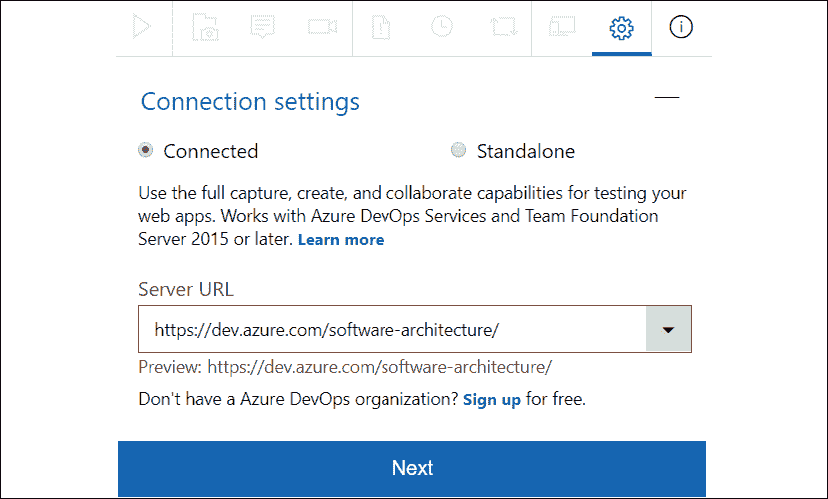 Connection settings
Connected
Standalone
Use the full capture, create, and collaborate capabilities for testing your
web apps. Works with Azure DevOps Services and Team Foundation
Server 2015 or later. Learn more
Server URL
https://dev.azure.com/software-architecture/
Preview: https://dev.azure.com/software-architecture/
Don't have a Azure DevOps organization? Sign up for free.
Next